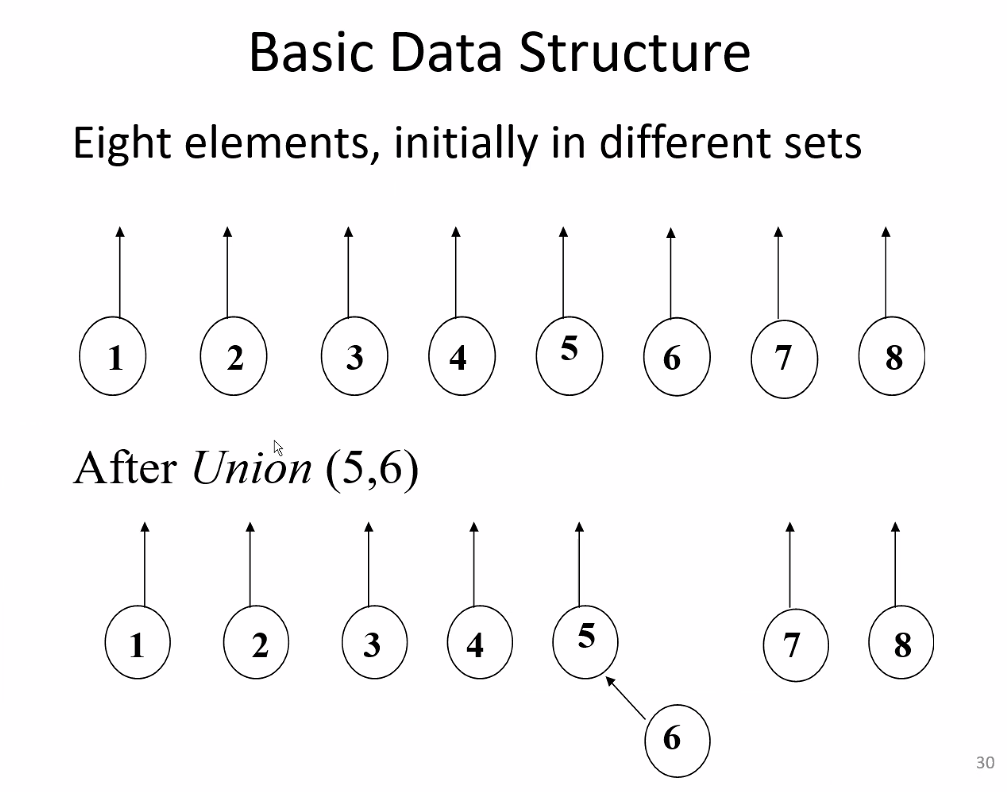 Basic Data Structure
Eight elements, initially in different sets
1 2 3 4 5 6 7 8
After Union (5,6)
1 2 3 4 5 7 8
6
30